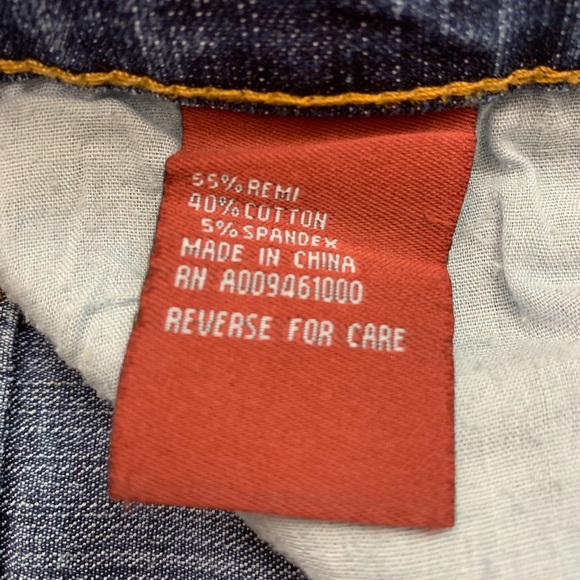 55% REMI
40% COTTON
5% SPANDEX
MADE IN CHINA
RN A009461000
REVERSE FOR CARE